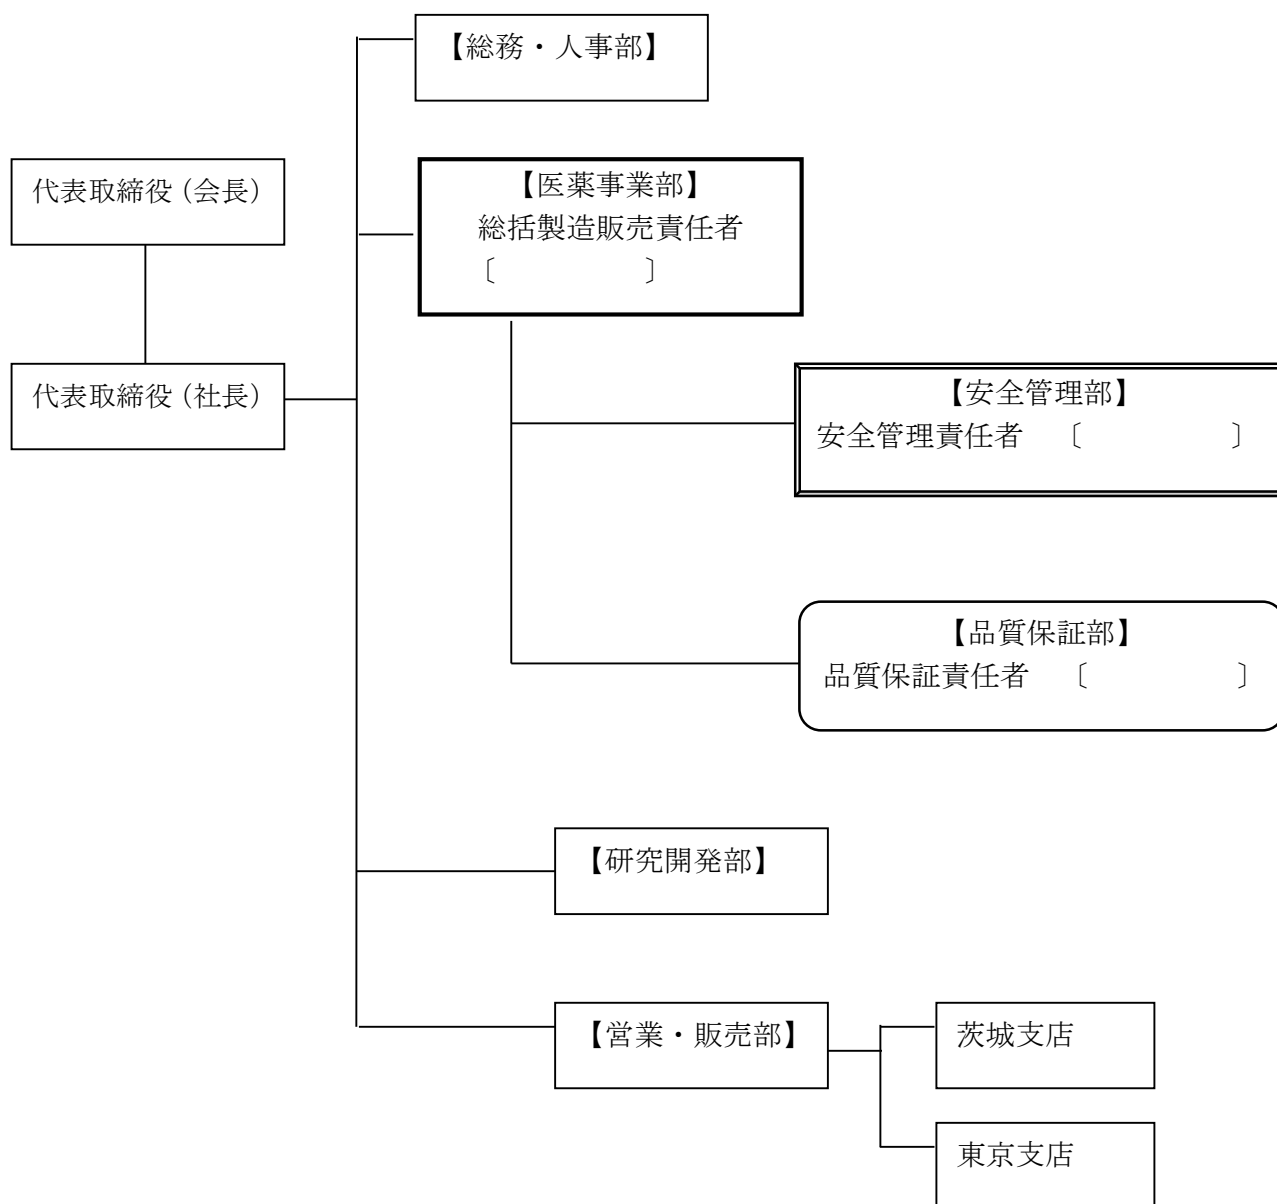 【総務・人事部】
代表取締役（会長）
【医薬事業部】
総括製造販売責任者
〔　　　　　〕
代表取締役（社長）
【安全管理部】
安全管理責任者　〔　　　　　〕
【品質保証部】
品質保証責任者　〔　　　　　〕
【研究開発部】
【営業・販売部】
茨城支店
東京支店